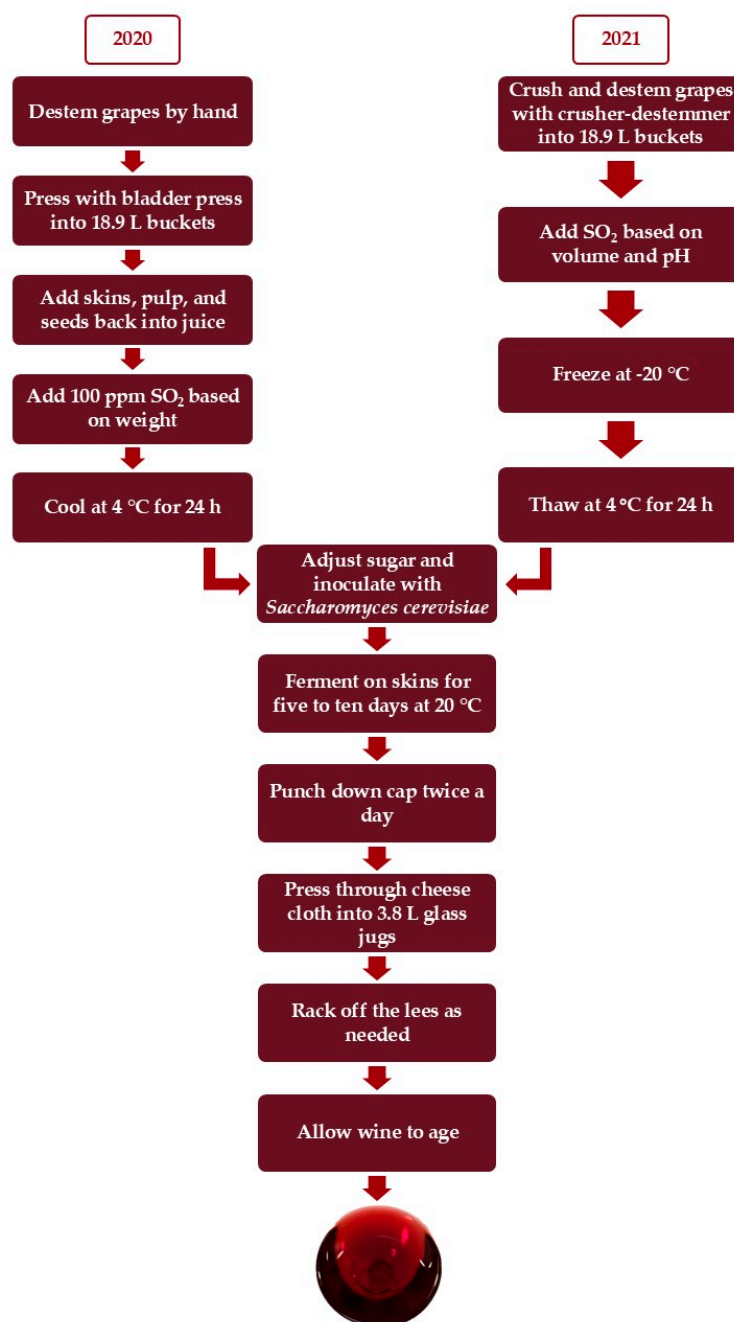 2020
Destem grapes by hand
Press with bladder press
into 18.9 L buckets
Add skins, pulp, and
seeds back into juice
Add 100 ppm SO₂ based
on weight
Cool at 4 °C for 24 h
2021
Crush and destem grapes
with crusher-destemmer
into 18.9 L buckets
Add SO₂ based on
volume and pH
Freeze at -20 °C
Thaw at 4 °C for 24 h
Adjust sugar and
inoculate with
Saccharomyces cerevisiae
Ferment on skins for
five to ten days at 20 °C
Punch down cap twice a
day
Press through cheese
cloth into 3.8 L glass
jugs
Rack off the lees as
needed
Allow wine to age